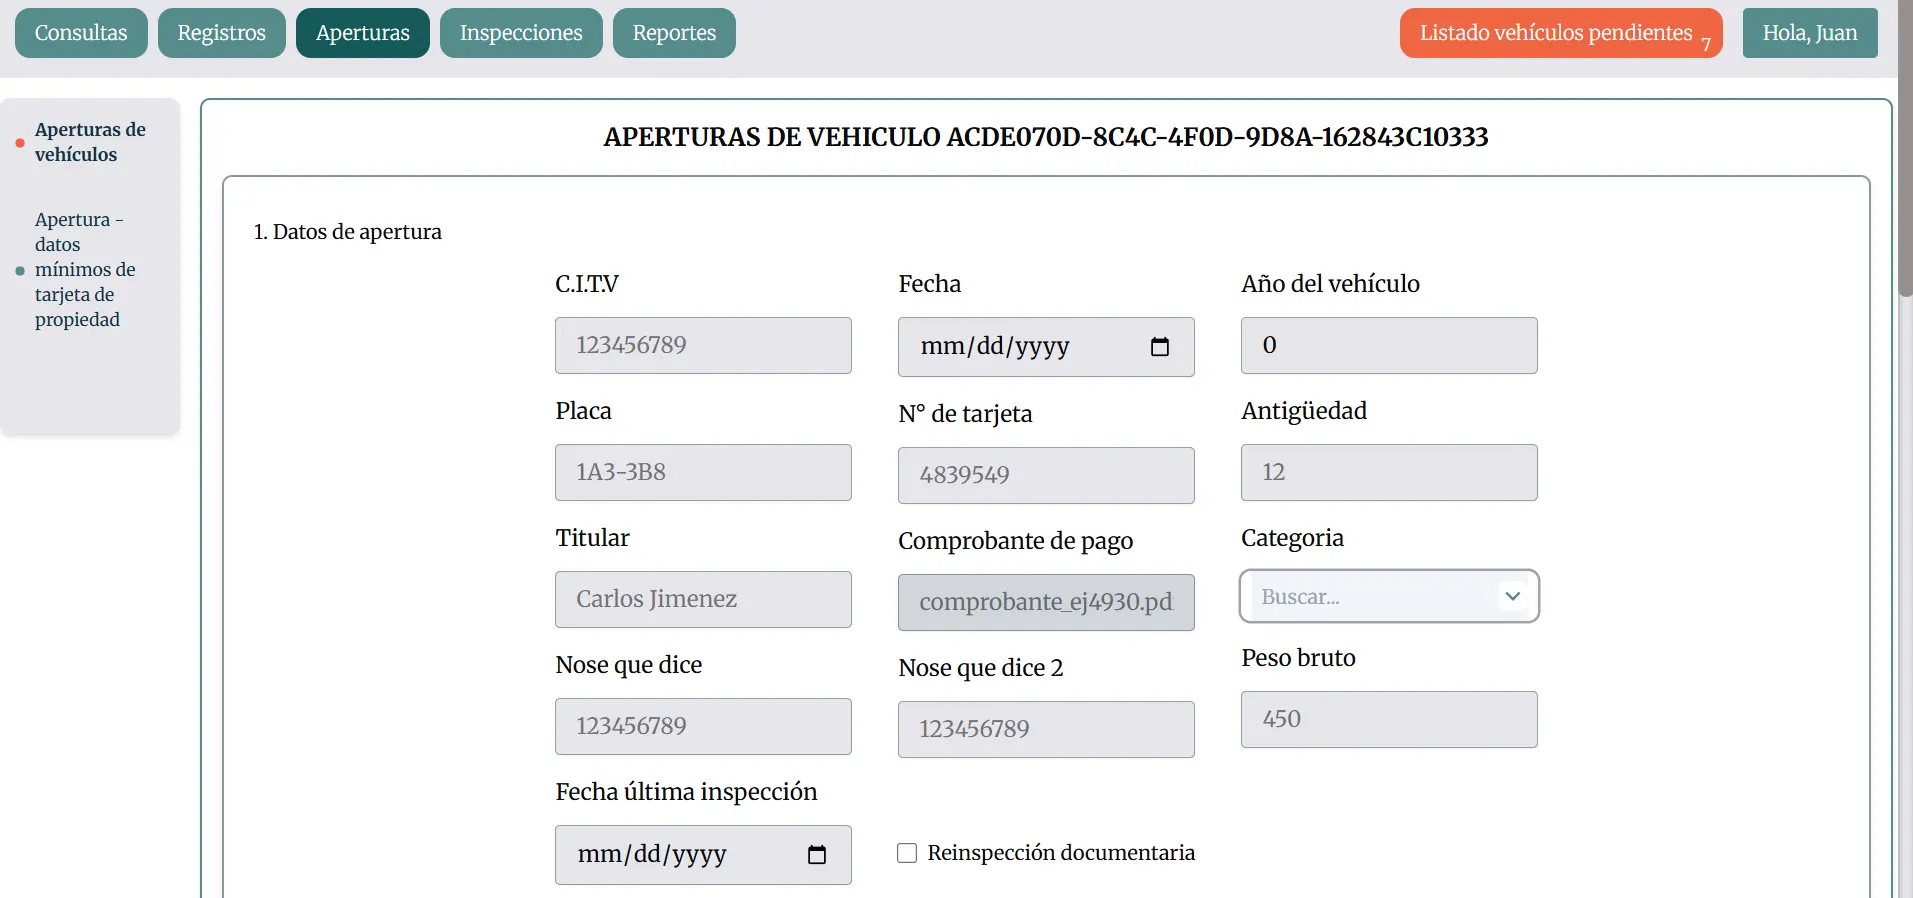 Consultas
Registros
Aperturas
Inspecciones
Reportes
Listado vehículos pendientes 7
Hola, Juan
Aperturas de
vehículos
Apertura -
datos
mínimos de
tarjeta de
propiedad
APERTURAS DE VEHICULO ACDE070D-8C4C-4F0D-9D8A-162843C10333
1. Datos de apertura
C.I.T.V
Fecha
Año del vehículo
123456789
mm/dd/yyyy
0
Placa
N° de tarjeta
Antigüedad
1A3-3B8
4839549
12
Titular
Comprobante de pago
Categoria
Carlos Jimenez
comprobante_ej4930.pd
Buscar...
Nose que dice
Nose que dice 2
Peso bruto
123456789
123456789
450
Fecha última inspección
mm/dd/yyyy
Reinspección documentaria